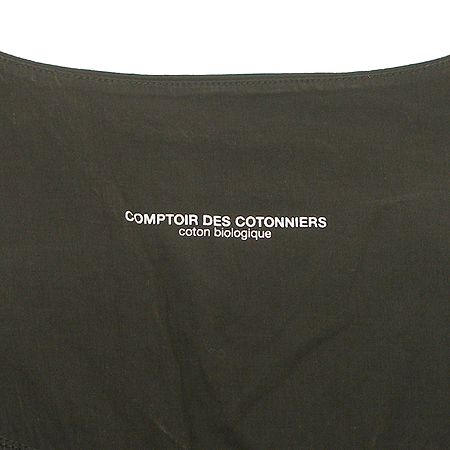 COMPTOIR DES COTONNIERS
coton biologique